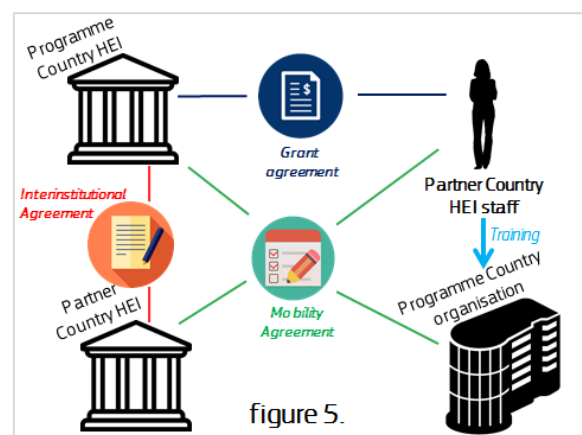 Programme
Country HEI
Grant
agreement
Partner Country
HEI staff
Interinstitutional
Agreement
Training
Programme Country
organisation
Partner
Country HEI
Mobility
Agreement
figure 5.